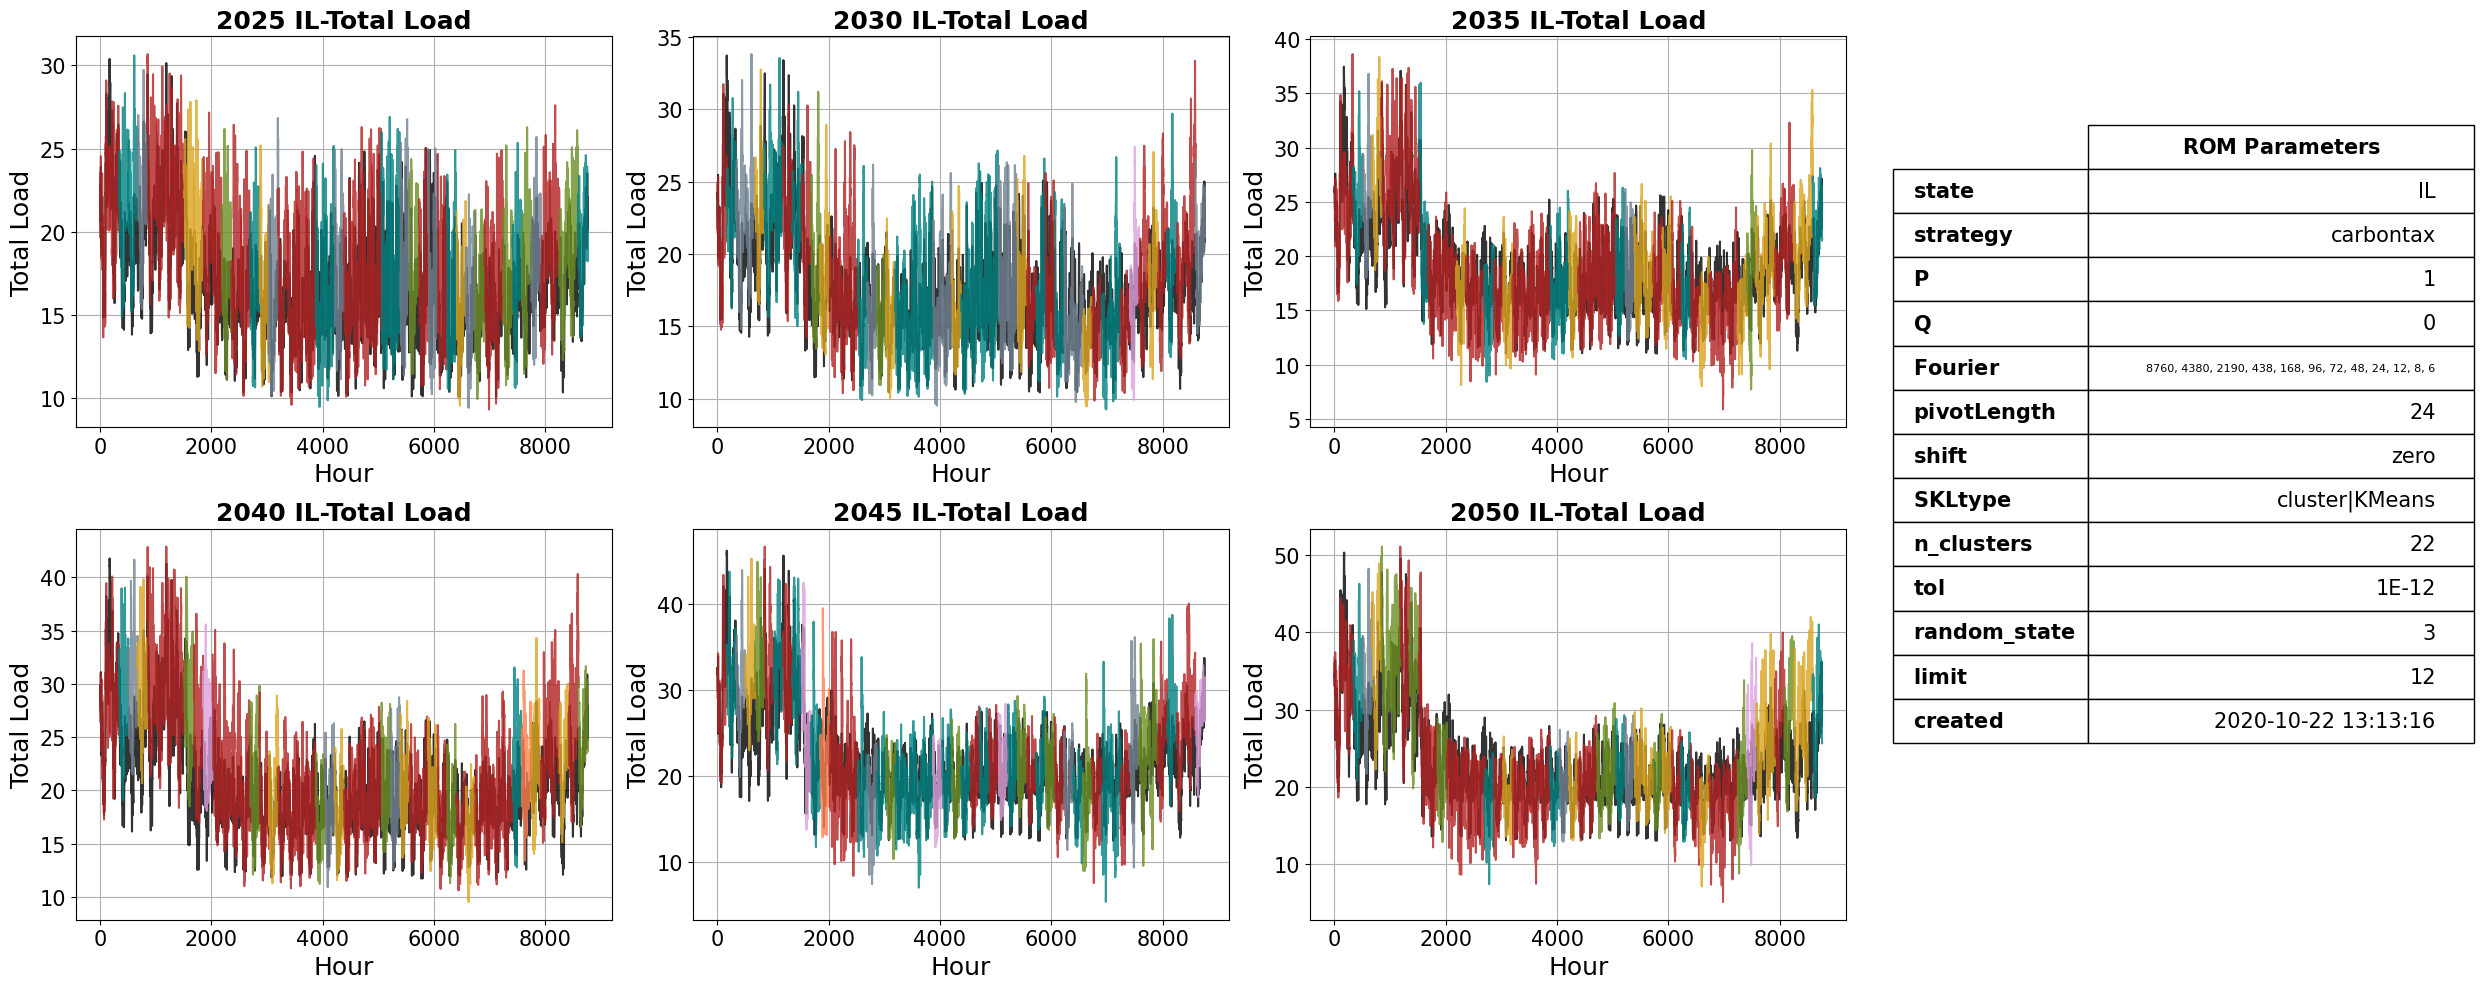 2025 IL-Total Load
Total Load
30
25
20
15
10
0 2000 4000 6000 8000
Hour
2030 IL-Total Load
Total Load
35
30
25
20
15
10
0 2000 4000 6000 8000
Hour
2035 IL-Total Load
Total Load
40
35
30
25
20
15
10
5
0 2000 4000 6000 8000
Hour
2040 IL-Total Load
Total Load
40
35
30
25
20
15
10
0 2000 4000 6000 8000
Hour
2045 IL-Total Load
Total Load
40
30
20
10
0 2000 4000 6000 8000
Hour
2050 IL-Total Load
Total Load
50
40
30
20
10
0 2000 4000 6000 8000
Hour
ROM Parameters
state IL
strategy carbontax
P 1
Q 0
Fourier 8760, 4380, 2190, 438, 168, 96, 72, 48, 24, 12, 8, 6
pivotLength 24
shift zero
SKLtype cluster|KMeans
n_clusters 22
tol 1E-12
random_state 3
limit 12
created 2020-10-22 13:13:16